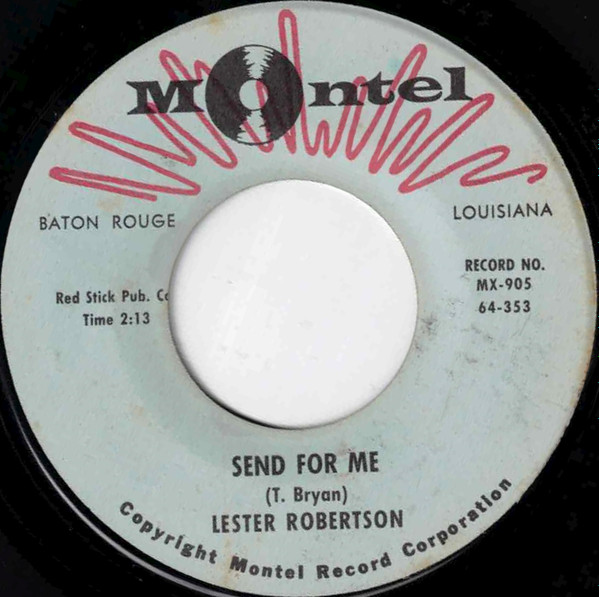 Montel
BATON ROUGE
LOUISIANA
RECORD NO.
MX-905
64-353
Red Stick Pub. Co
Time 2:13
SEND FOR ME
(T. Bryan)
LESTER ROBERTSON
Copyright Montel Record Corporation